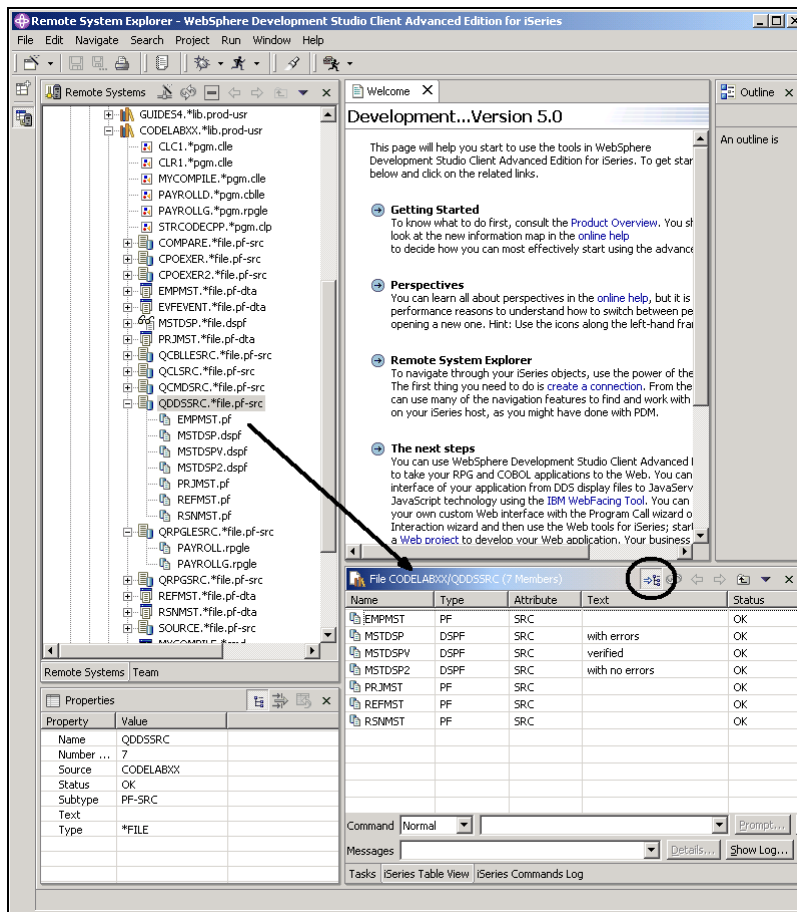 Remote System Explorer - WebSphere Development Studio Client Advanced Edition for iSeries
File Edit Navigate Search Project Run Window Help
Remote Systems
GUIDES4.*lib.prod-usr
CODELABXX.*lib.prod-usr
CLC1.*pgm.clle
CLR1.*pgm.clle
MYCOMPILE.*pgm.clle
PAYROLLD.*pgm.cblle
PAYROLLG.*pgm.rpgle
STRCODECPP.*pgm.clp
COMPARE.*file.pf-src
CPOEXER.*file.pf-src
CPOEXER2.*file.pf-src
EMPMST.*file.pf-dta
EVFEVENT.*file.pf-dta
MSTDSP.*file.dspf
PRJMST.*file.pf-dta
QCBLLESRC.*file.pf-src
QCLSRC.*file.pf-src
QCMDSRC.*file.pf-src
QDDSSRC.*file.pf-src
EMPMST.pf
MSTDSP.dspf
MSTDSPV.dspf
MSTDSP2.dspf
PRJMST.pf
REFMST.pf
RSNMST.pf
QRPGLESRC.*file.pf-src
PAYROLL.rpgle
PAYROLLG.rpgle
QRPGSRC.*file.pf-src
REFMST.*file.pf-dta
RSNMST.*file.pf-dta
SOURCE.*file.pf-src
MYCOMPILE.*cmd
Remote Systems Team
Properties
Property Value
Name QDDSSRC
Number ... 7
Source CODELABXX
Status OK
Subtype PF-SRC
Text
Type *FILE
Welcome
Development...Version 5.0
This page will help you start to use the tools in WebSphere
Development Studio Client Advanced Edition for iSeries. To get star
below and click on the related links.
Getting Started
To know what to do first, consult the Product Overview. You sh
look at the new information map in the online help
to decide how you can most effectively start using the advance
Perspectives
You can learn all about perspectives in the online help, but it is
performance reasons to understand how to switch between pe
opening a new one. Hint: Use the icons along the left-hand fra
Remote System Explorer
To navigate through your iSeries objects, use the power of the
The first thing you need to do is create a connection. From the
can use many of the navigation features to find and work with
on your iSeries host, as you might have done with PDM.
The next steps
You can use WebSphere Development Studio Client Advanced
to take your RPG and COBOL applications to the Web. You can
interface of your application from DDS display files to JavaServ
JavaScript technology using the IBM WebFacing Tool. You can
your own custom Web interface with the Program Call wizard o
Interaction wizard and then use the Web tools for iSeries; star
a Web project to develop your Web application. Your business
Outline
An outline is
File CODELABXX/QDDSSRC (7 Members)
Name Type Attribute Text Status
EMPMST PF SRC OK
MSTDSP DSPF SRC with errors OK
MSTDSPV DSPF SRC verified OK
MSTDSP2 DSPF SRC with no errors OK
PRJMST PF SRC OK
REFMST PF SRC OK
RSNMST PF SRC OK
Command Normal Prompt...
Messages Details... Show Log...
Tasks iSeries Table View iSeries Commands Log